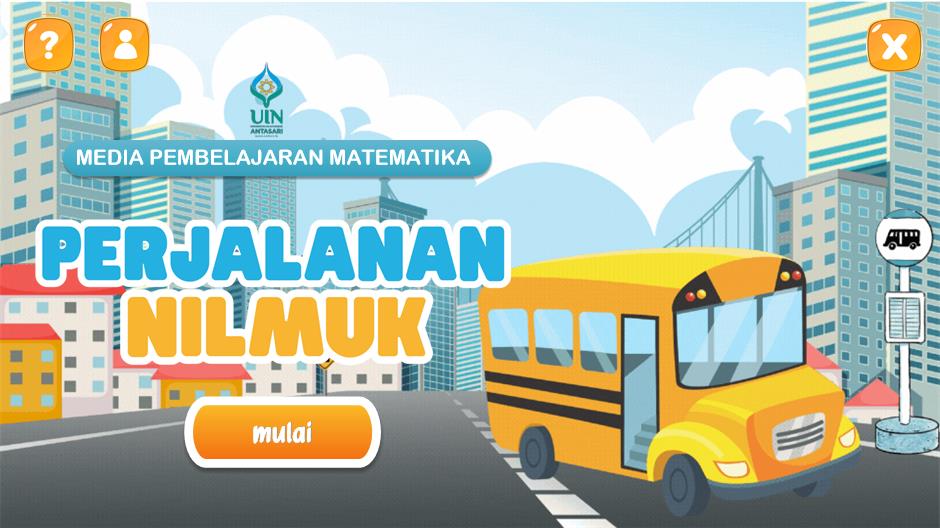 ?
X
UIN
ANTASARI
MEDIA PEMBELAJARAN MATEMATIKA
PERJALANAN
NILMUK
mulai